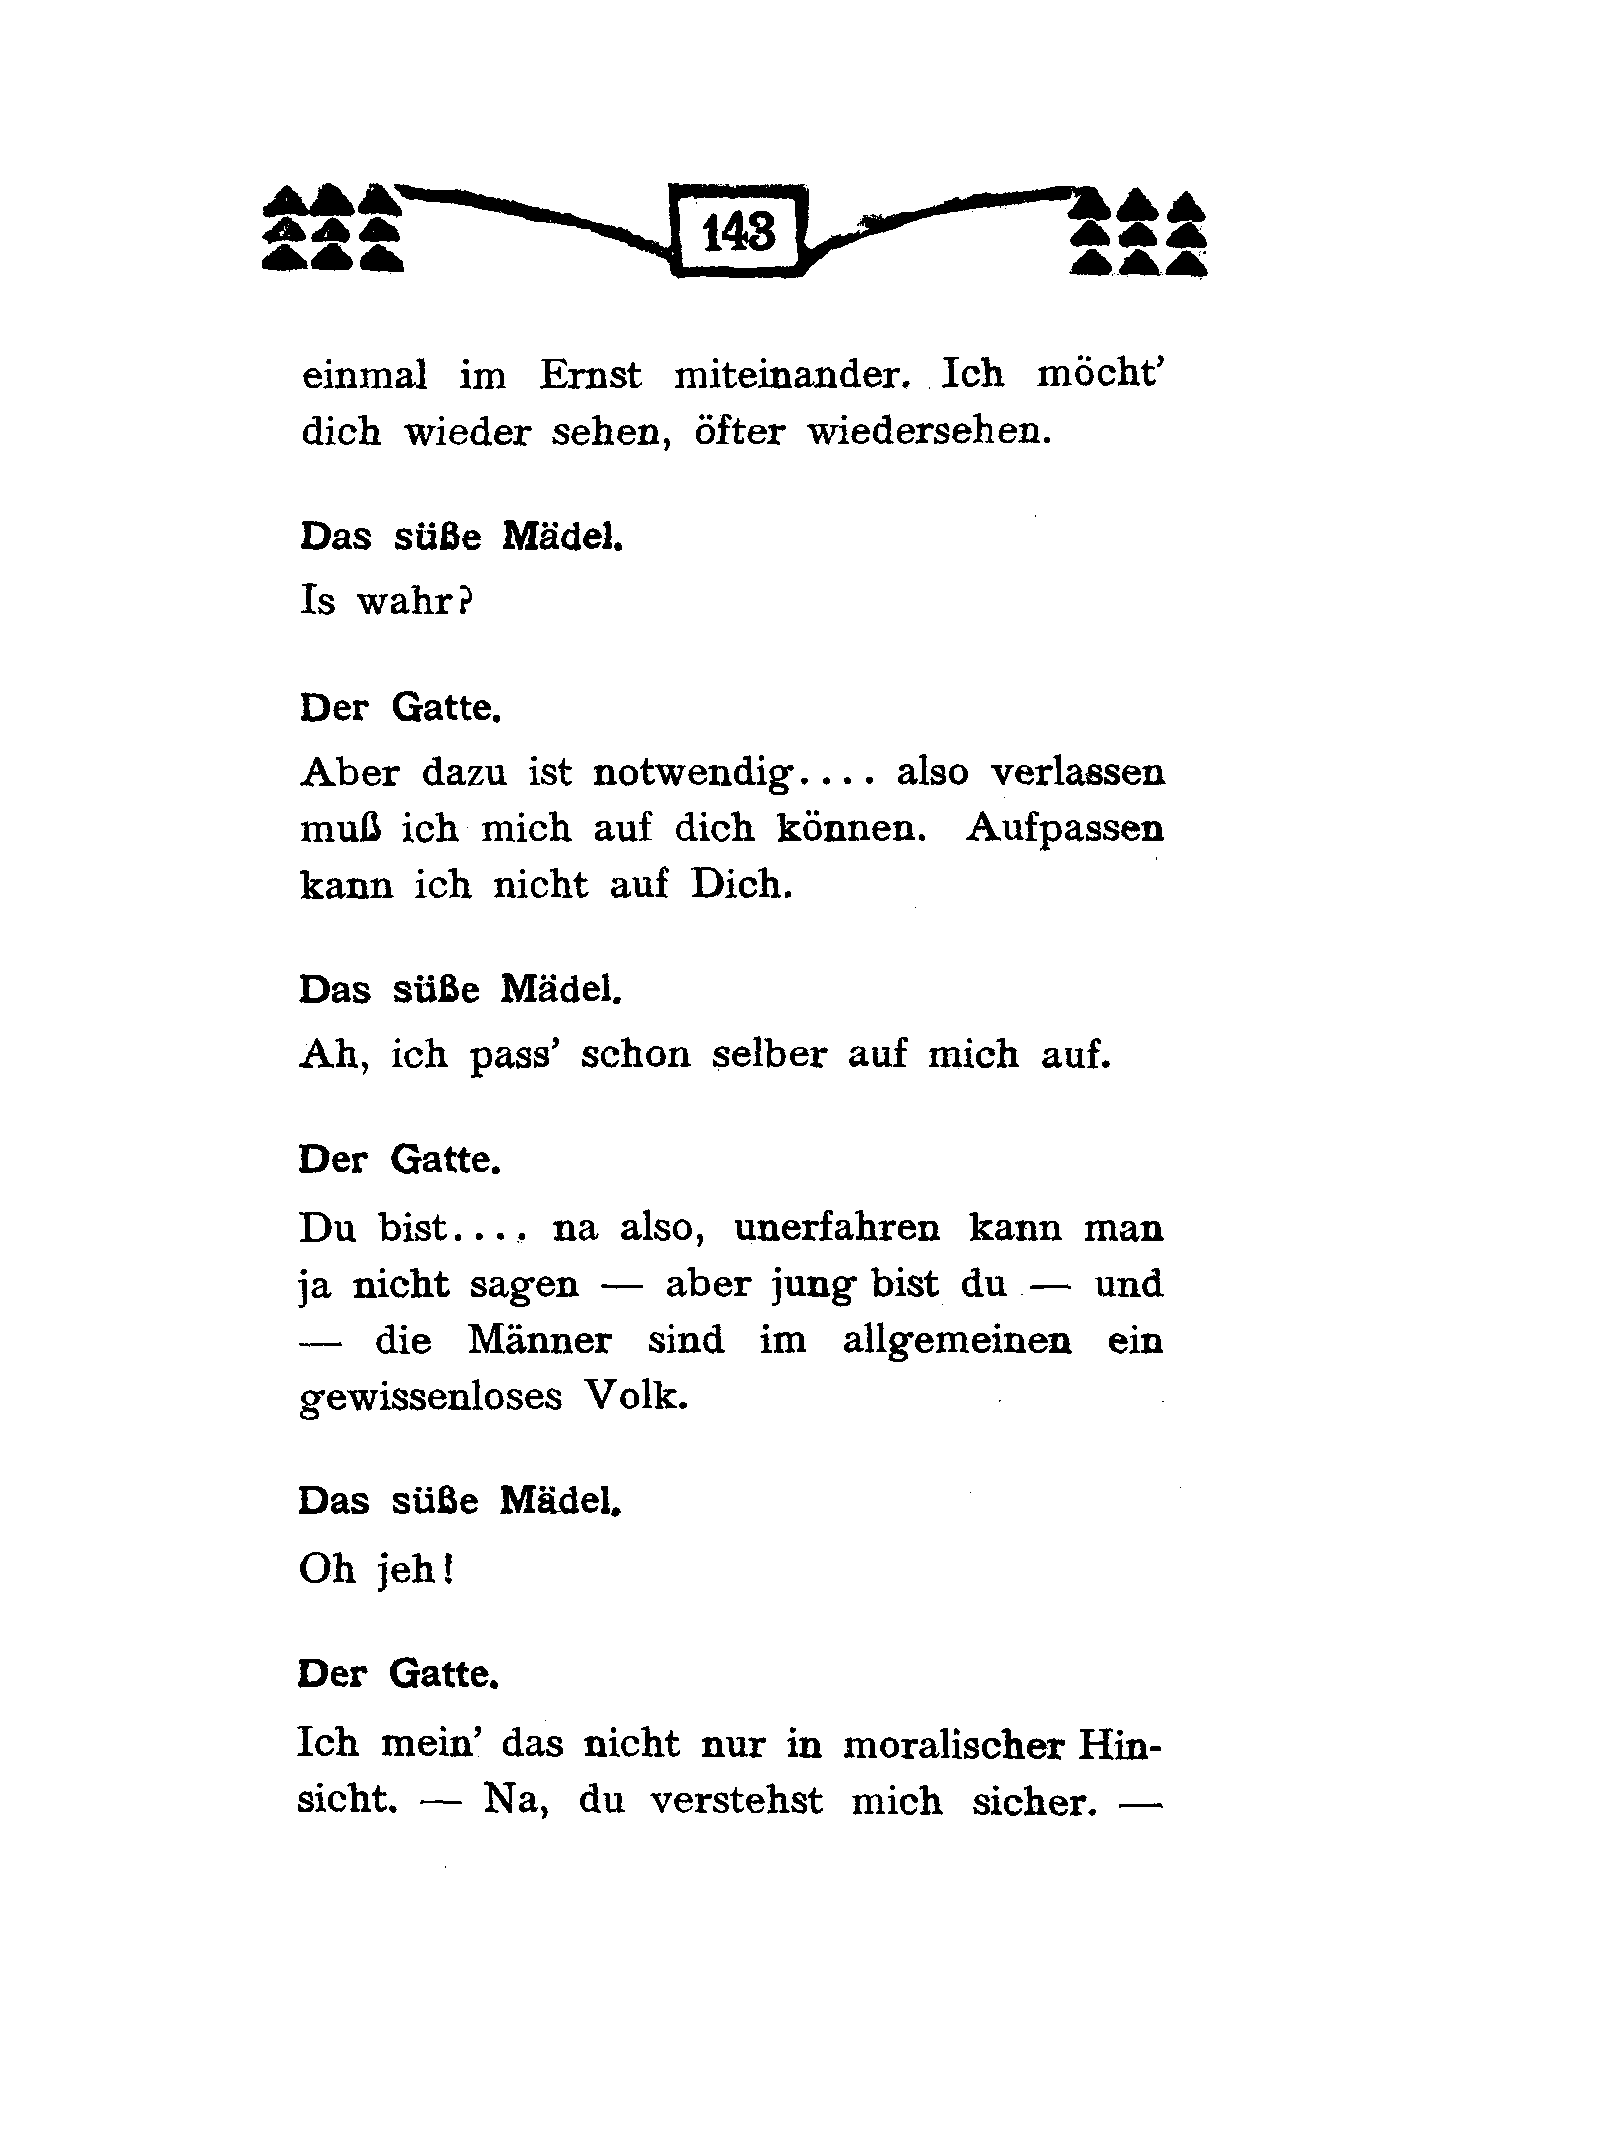 143
einmal im Ernst miteinander. Ich möcht'
dich wieder sehen, öfter wiedersehen.
Das süße Mädel.
Is wahr?
Der Gatte.
Aber dazu ist notwendig.... also verlassen
muß ich mich auf dich können. Aufpassen
kann ich nicht auf Dich.
Das süße Mädel.
Ah, ich pass' schon selber auf mich auf.
Der Gatte.
Du bist.... na also, unerfahren kann man
ja nicht sagen — aber jung bist du — und
— die Männer sind im allgemeinen ein
gewissenloses Volk.
Das süße Mädel.
Oh jeh!
Der Gatte.
Ich mein' das nicht nur in moralischer Hin-
sicht. — Na, du verstehst mich sicher. —